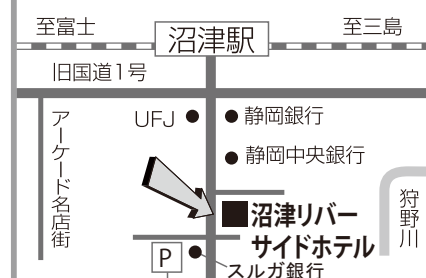 至富士
至三島
沼津駅
旧国道1号
アーケード名店街
UFJ
静岡銀行
静岡中央銀行
沼津リバー
サイドホテル
狩野川
P
スルガ銀行